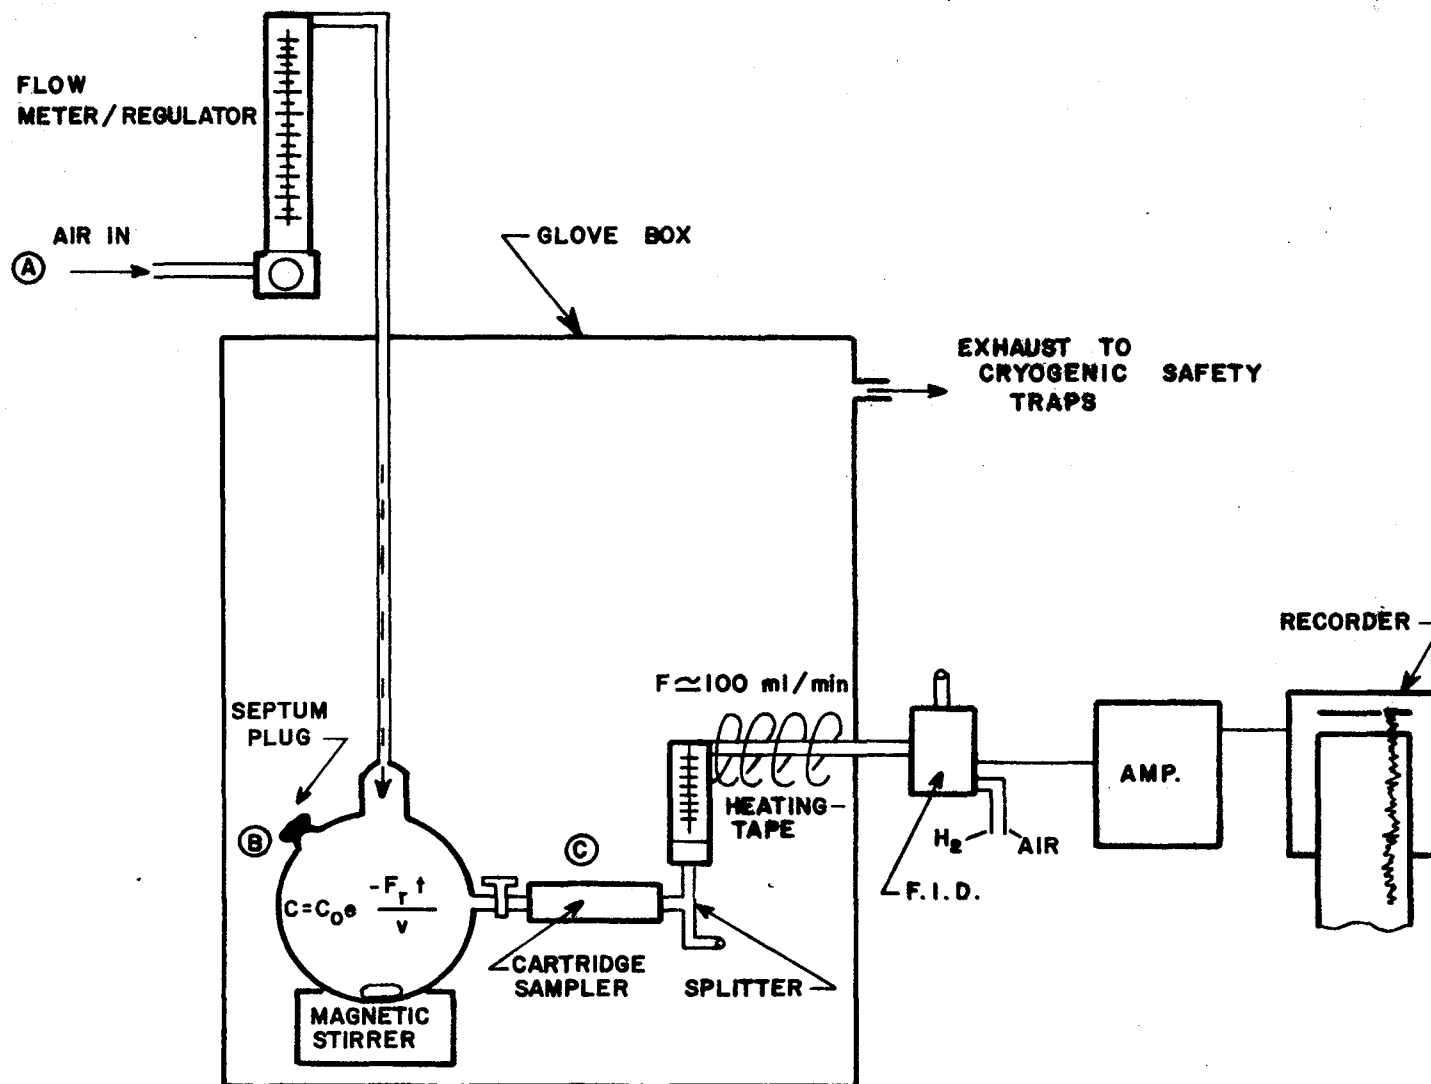 FLOW
METER/REGULATOR
AIR IN
A
GLOVE BOX
EXHAUST TO
CRYOGENIC SAFETY
TRAPS
RECORDER
F≃100 ml/min
SEPTUM
PLUG
B
C
HEATING
TAPE
AMP.
H₂
AIR
F.I.D.
C=C₀e -Fᵣ t / v
CARTRIDGE
SAMPLER
SPLITTER
MAGNETIC
STIRRER